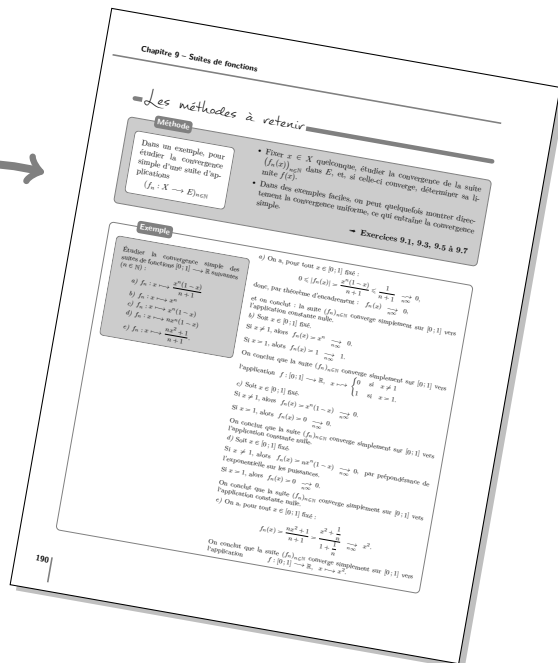 Chapitre 9 – Suites de fonctions
Les méthodes à retenir
Méthode
Dans un exemple, pour
étudier la convergence
simple d'une suite d'ap-
plications
(fₙ : X ⟶ E)ₙ∈ℕ
• Fixer x ∈ X quelconque, étudier la convergence de la suite
(fₙ(x))ₙ∈ℕ dans E, et, si celle-ci converge, déterminer sa li-
mite f(x).
• Dans des exemples faciles, on peut quelquefois montrer direc-
tement la convergence uniforme, ce qui entraîne la convergence
simple.
➞ Exercices 9.1, 9.3, 9.5 à 9.7
Exemple
Étudier la convergence simple des
suites de fonctions [0 ; 1] ⟶ ℝ suivantes
(n ∈ ℕ) :
a) fₙ : x ⟼ xⁿ(1 − x) / (n + 1)
b) fₙ : x ⟼ xⁿ
c) fₙ : x ⟼ xⁿ(1 − x)
d) fₙ : x ⟼ nxⁿ(1 − x)
e) fₙ : x ⟼ (nx² + 1) / (n + 1)
a) On a, pour tout x ∈ [0 ; 1] fixé :
0 ⩽ |fₙ(x)| = xⁿ(1 − x) / (n + 1) ⩽ 1 / (n + 1) ⟶ n∞ 0,
donc, par théorème d'encadrement : fₙ(x) ⟶ n∞ 0,
et on conclut : la suite (fₙ)ₙ∈ℕ converge simplement sur [0 ; 1] vers
l'application constante nulle.
b) Soit x ∈ [0 ; 1] fixé.
Si x ≠ 1, alors fₙ(x) = xⁿ ⟶ n∞ 0.
Si x = 1, alors fₙ(x) = 1 ⟶ n∞ 1.
On conclut que la suite (fₙ)ₙ∈ℕ converge simplement sur [0 ; 1] vers
l'application f : [0 ; 1] ⟶ ℝ, x ⟼ { 0 si x ≠ 1
1 si x = 1.
c) Soit x ∈ [0 ; 1] fixé.
Si x ≠ 1, alors fₙ(x) = xⁿ(1 − x) ⟶ n∞ 0.
Si x = 1, alors fₙ(x) = 0 ⟶ n∞ 0.
On conclut que la suite (fₙ)ₙ∈ℕ converge simplement sur [0 ; 1] vers
l'application constante nulle.
d) Soit x ∈ [0 ; 1] fixé.
Si x ≠ 1, alors fₙ(x) = nxⁿ(1 − x) ⟶ n∞ 0, par prépondérance de
l'exponentielle sur les puissances.
Si x = 1, alors fₙ(x) = 0 ⟶ n∞ 0.
On conclut que la suite (fₙ)ₙ∈ℕ converge simplement sur [0 ; 1] vers
l'application constante nulle.
e) On a, pour tout x ∈ [0 ; 1] fixé :
fₙ(x) = (nx² + 1) / (n + 1) = (x² + 1/n) / (1 + 1/n) ⟶ n∞ x².
On conclut que la suite (fₙ)ₙ∈ℕ converge simplement sur [0 ; 1] vers
l'application f : [0 ; 1] ⟶ ℝ, x ⟼ x².
190